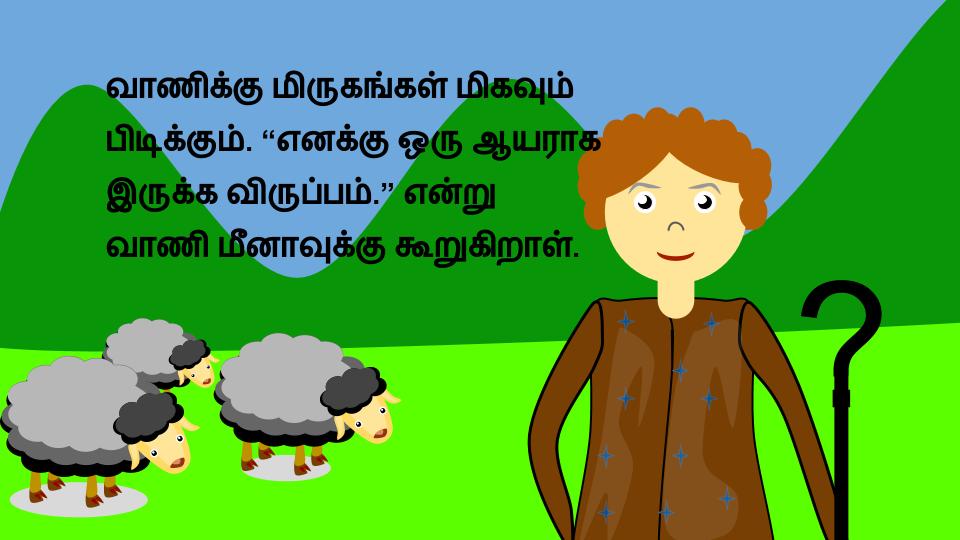 வாணிக்கு மிருகங்கள் மிகவும்
பிடிக்கும். “எனக்கு ஒரு ஆயராக
இருக்க விருப்பம்.” என்று
வாணி மீனாவுக்கு கூறுகிறாள்.